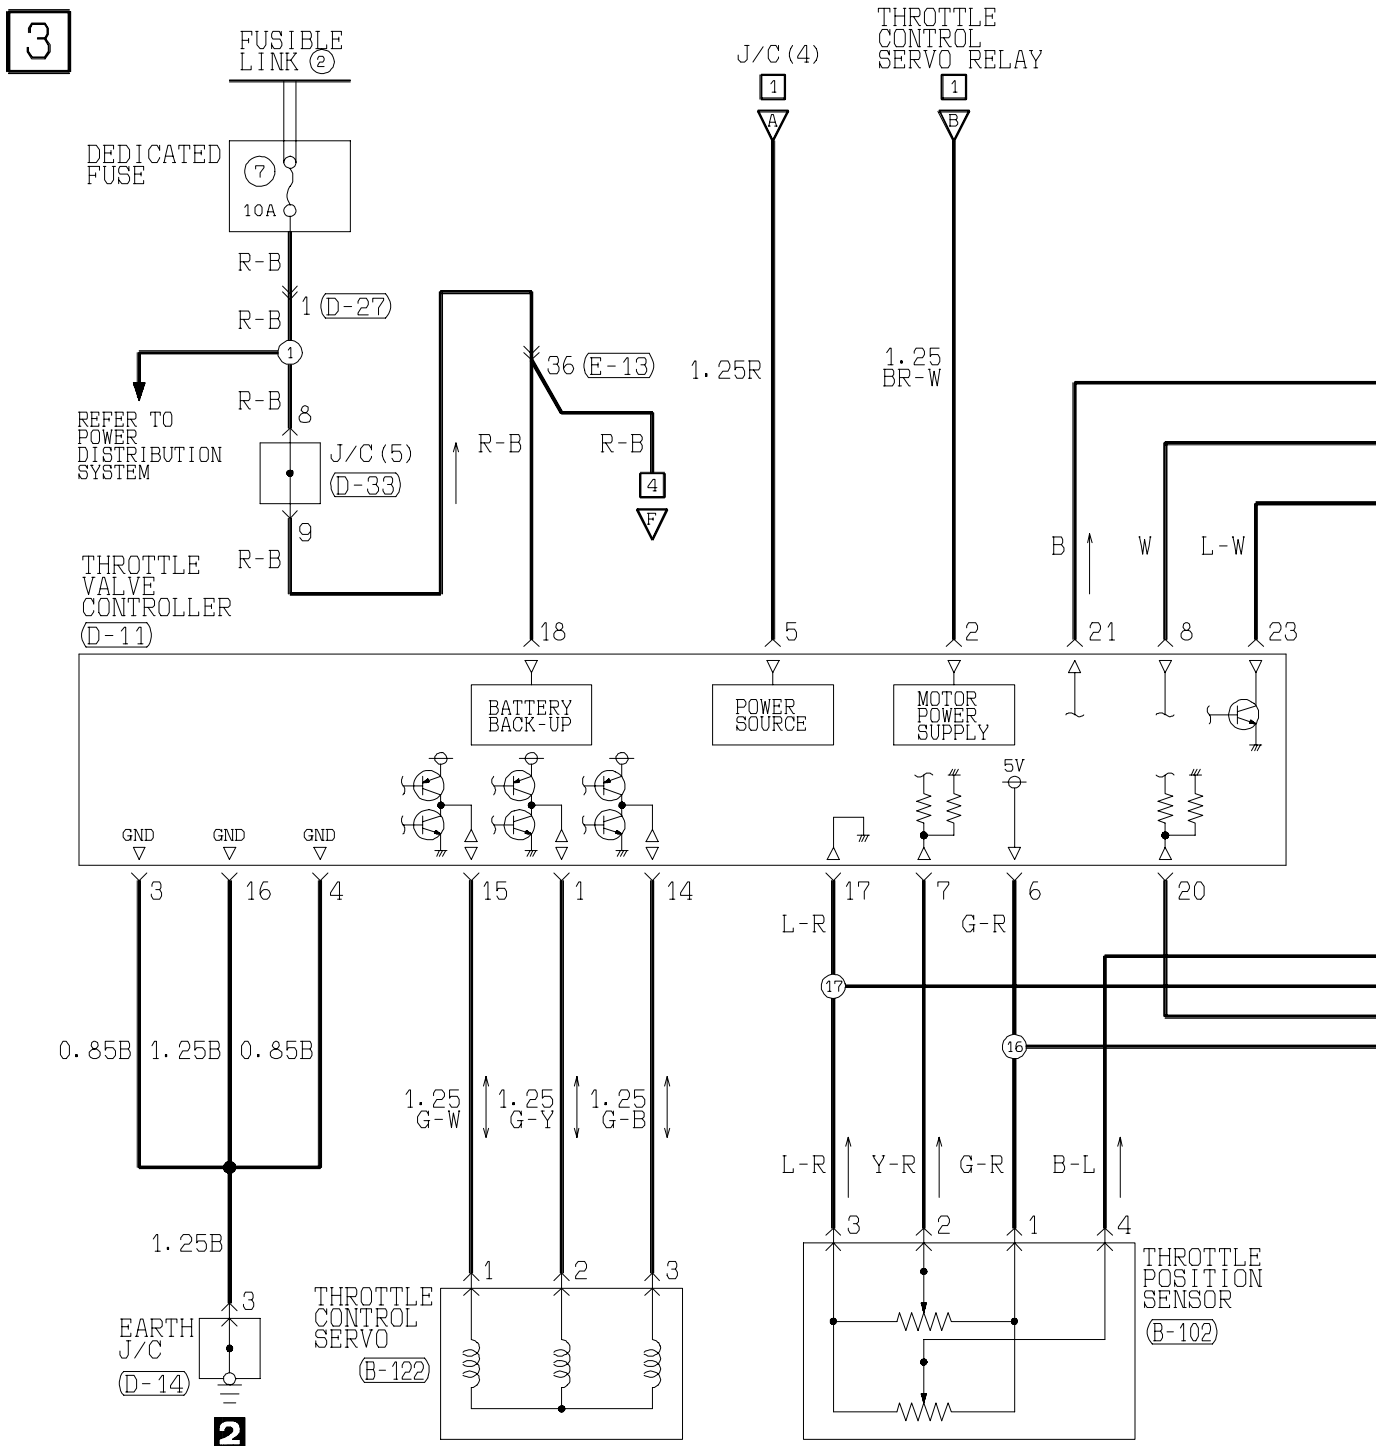 3
FUSIBLE
LINK 2
J/C(4)
1
A
THROTTLE
CONTROL
SERVO RELAY
1
B
DEDICATED
FUSE
7
10A
R-B
1 D-27
R-B
1
REFER TO
POWER
DISTRIBUTION
SYSTEM
R-B
8
J/C(5)
D-33
9
R-B
36 E-13
R-B
R-B
4
F
1.25R
1.25
BR-W
B
W
L-W
THROTTLE
VALVE
CONTROLLER
D-11
18
5
2
21
8
23
BATTERY
BACK-UP
POWER
SOURCE
MOTOR
POWER
SUPPLY
5V
GND
GND
GND
3
16
4
15
1
14
17
7
6
20
L-R
G-R
17
16
0.85B
1.25B
0.85B
1.25
G-W
1.25
G-Y
1.25
G-B
L-R
Y-R
G-R
B-L
1.25B
3
EARTH
J/C
D-14
2
1
2
3
THROTTLE
CONTROL
SERVO
B-122
3
2
1
4
THROTTLE
POSITION
SENSOR
B-102